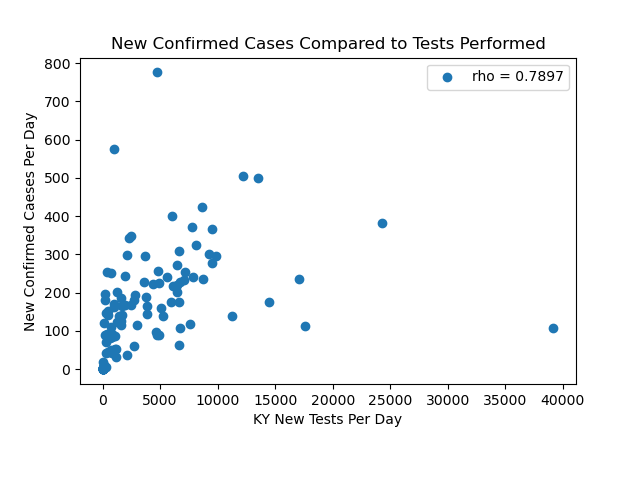 New Confirmed Cases Compared to Tests Performed
rho = 0.7897
New Confirmed Caeses Per Day
800
700
600
500
400
300
200
100
0
0 5000 10000 15000 20000 25000 30000 35000 40000
KY New Tests Per Day